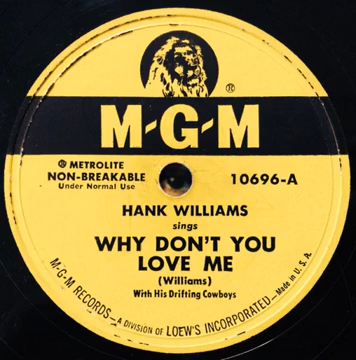 ®
M-G-M
® METROLITE
NON-BREAKABLE
Under Normal Use
10696-A
HANK WILLIAMS
sings
WHY DON'T YOU
LOVE ME
(Williams)
With His Drifting Cowboys
M-G-M RECORDS—A DIVISION OF LOEW'S INCORPORATED—Made in U.S.A.